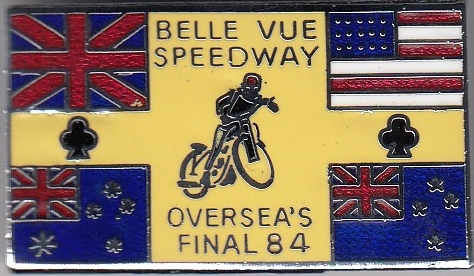 BELLE VUE
SPEEDWAY
OVERSEA'S
FINAL 84